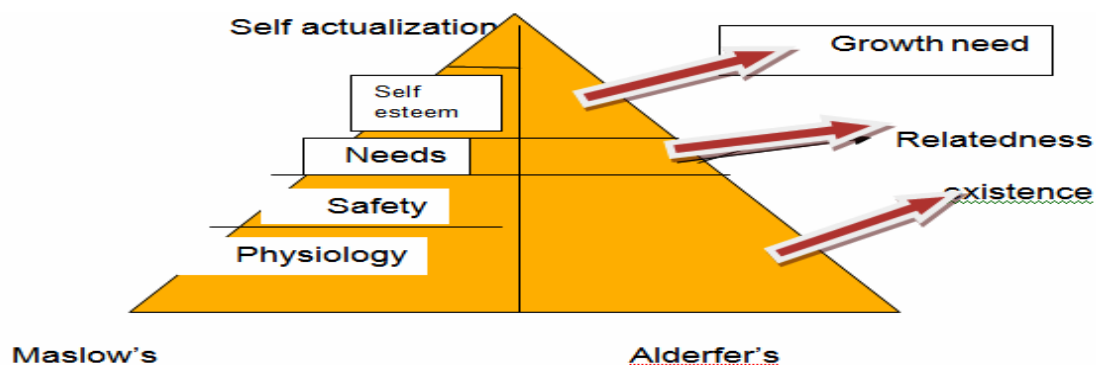 Self actualization
Growth need
Self
esteem
Relatedness
Needs
existence
Safety
Physiology
Maslow's
Alderfer's